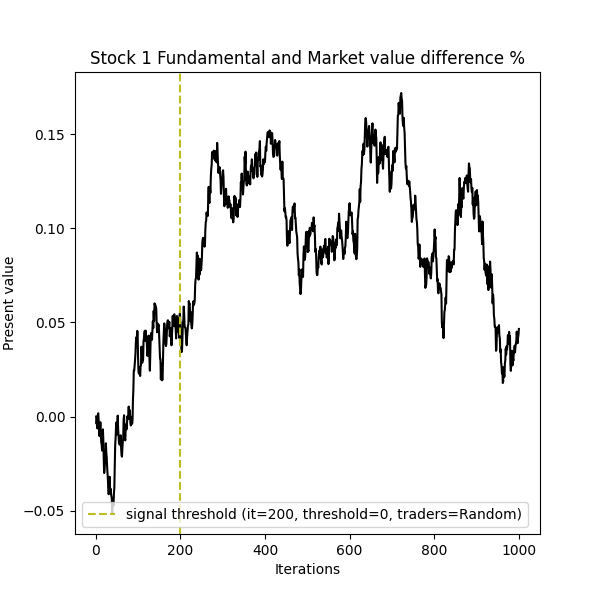 Stock 1 Fundamental and Market value difference %
Present value
0.15
0.10
0.05
0.00
−0.05
signal threshold (it=200, threshold=0, traders=Random)
0 200 400 600 800 1000
Iterations